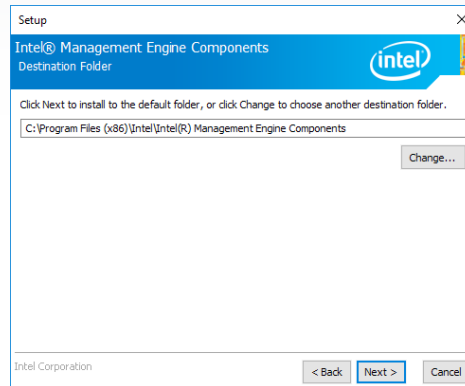 Setup
Intel® Management Engine Components
Destination Folder
intel
Click Next to install to the default folder, or click Change to choose another destination folder.
C:\Program Files (x86)\Intel\Intel(R) Management Engine Components
Change...
Intel Corporation
< Back
Next >
Cancel